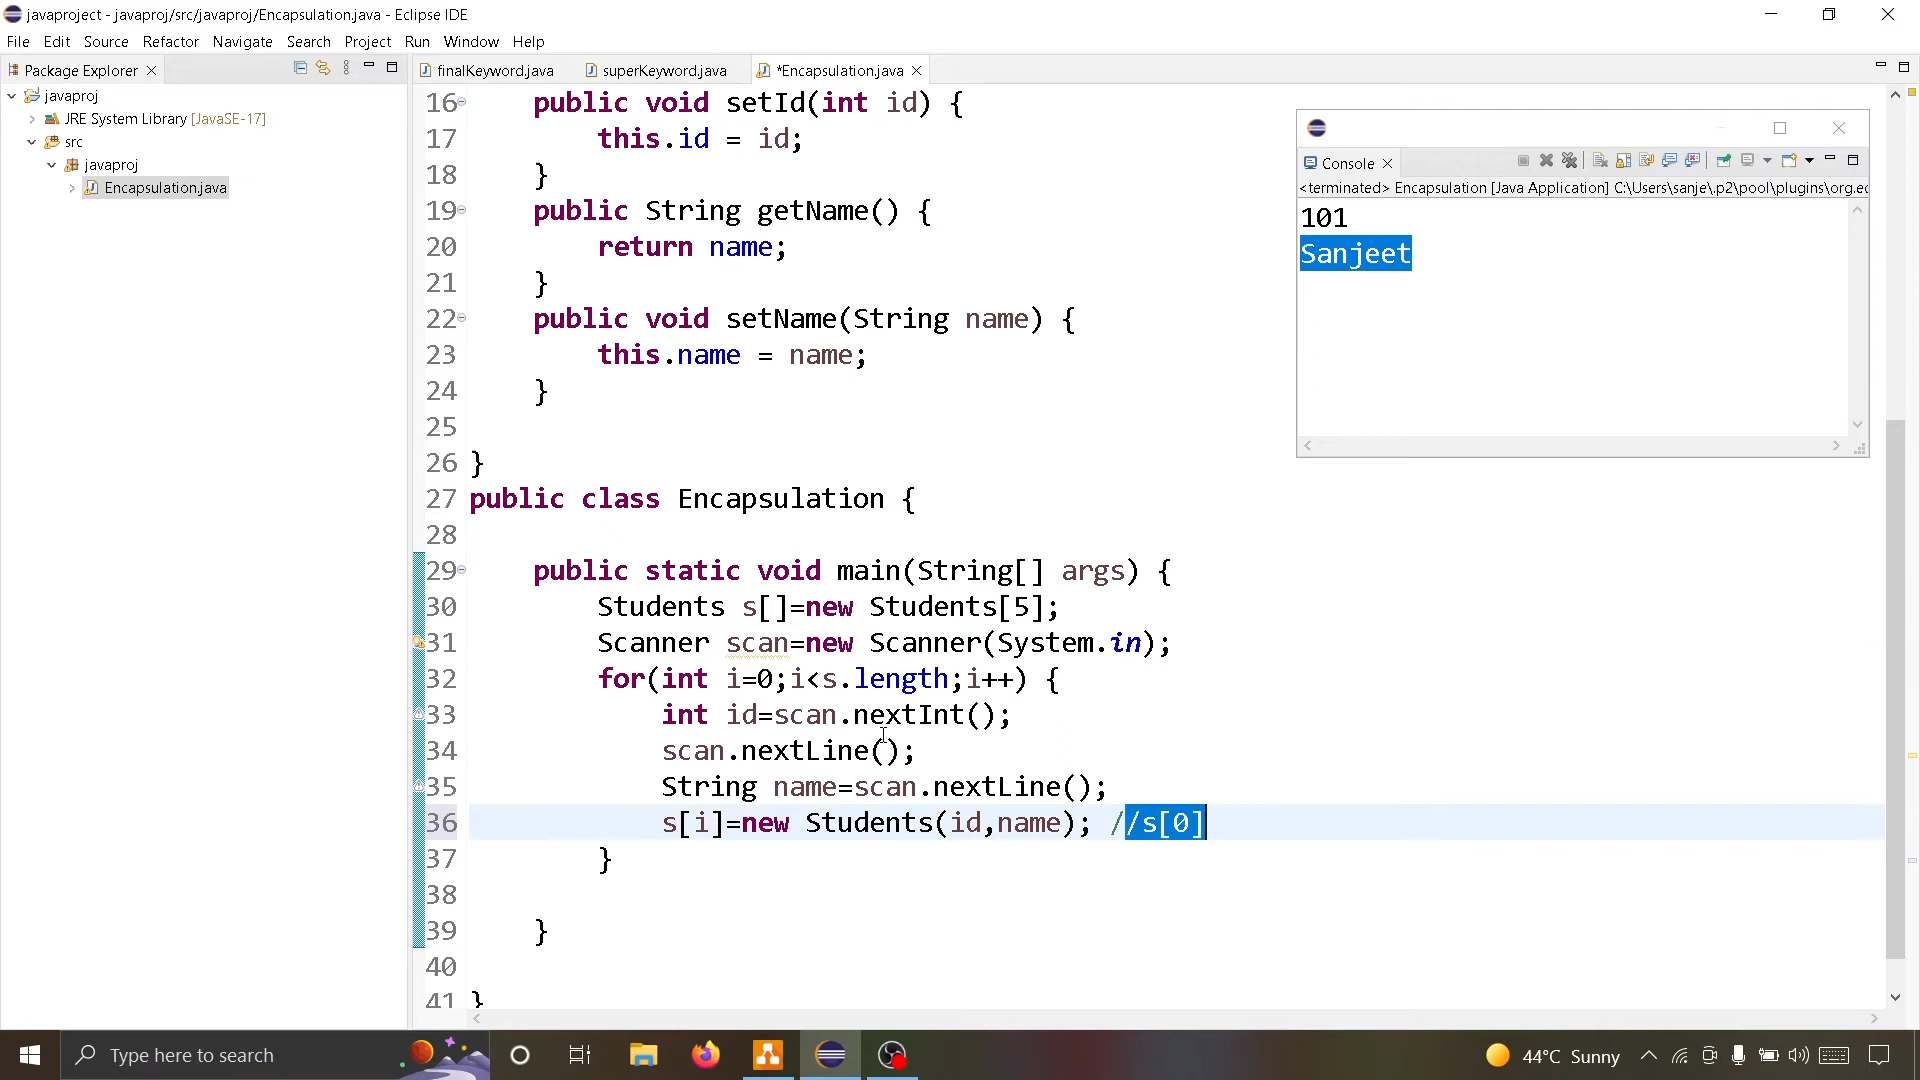 javaproject - javaproj/src/javaproj/Encapsulation.java - Eclipse IDE
File Edit Source Refactor Navigate Search Project Run Window Help
Package Explorer
finalKeyword.java superKeyword.java *Encapsulation.java
javaproj
JRE System Library [JavaSE-17]
src
javaproj
Encapsulation.java
16 public void setId(int id) {
17 this.id = id;
18 }
19 public String getName() {
20 return name;
21 }
22 public void setName(String name) {
23 this.name = name;
24 }
25
26 }
27 public class Encapsulation {
28
29 public static void main(String[] args) {
30 Students s[]=new Students[5];
31 Scanner scan=new Scanner(System.in);
32 for(int i=0;i<s.length;i++) {
33 int id=scan.nextInt();
34 scan.nextLine();
35 String name=scan.nextLine();
36 s[i]=new Students(id,name); //s[0]
37 }
38
39 }
40
41 }
Console
<terminated> Encapsulation [Java Application] C:\Users\sanje\.p2\pool\plugins\org.ec
101
Sanjeet
Type here to search
44°C Sunny